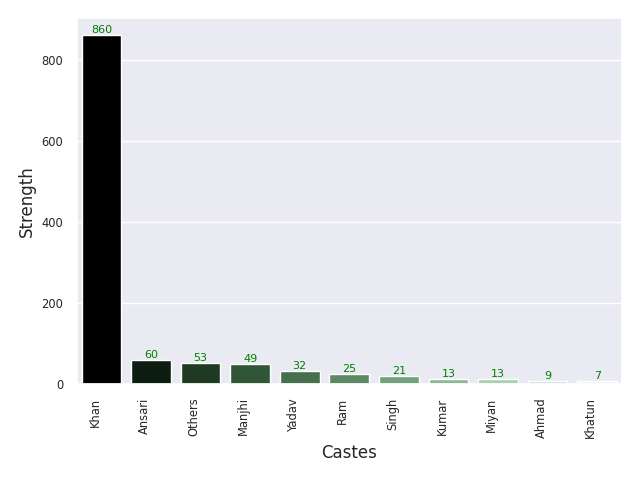 860
800
600
400
200
0
Strength
60
53
49
32
25
21
13
13
9
7
Khan
Ansari
Others
Manjhi
Yadav
Ram
Singh
Kumar
Miyan
Ahmad
Khatun
Castes